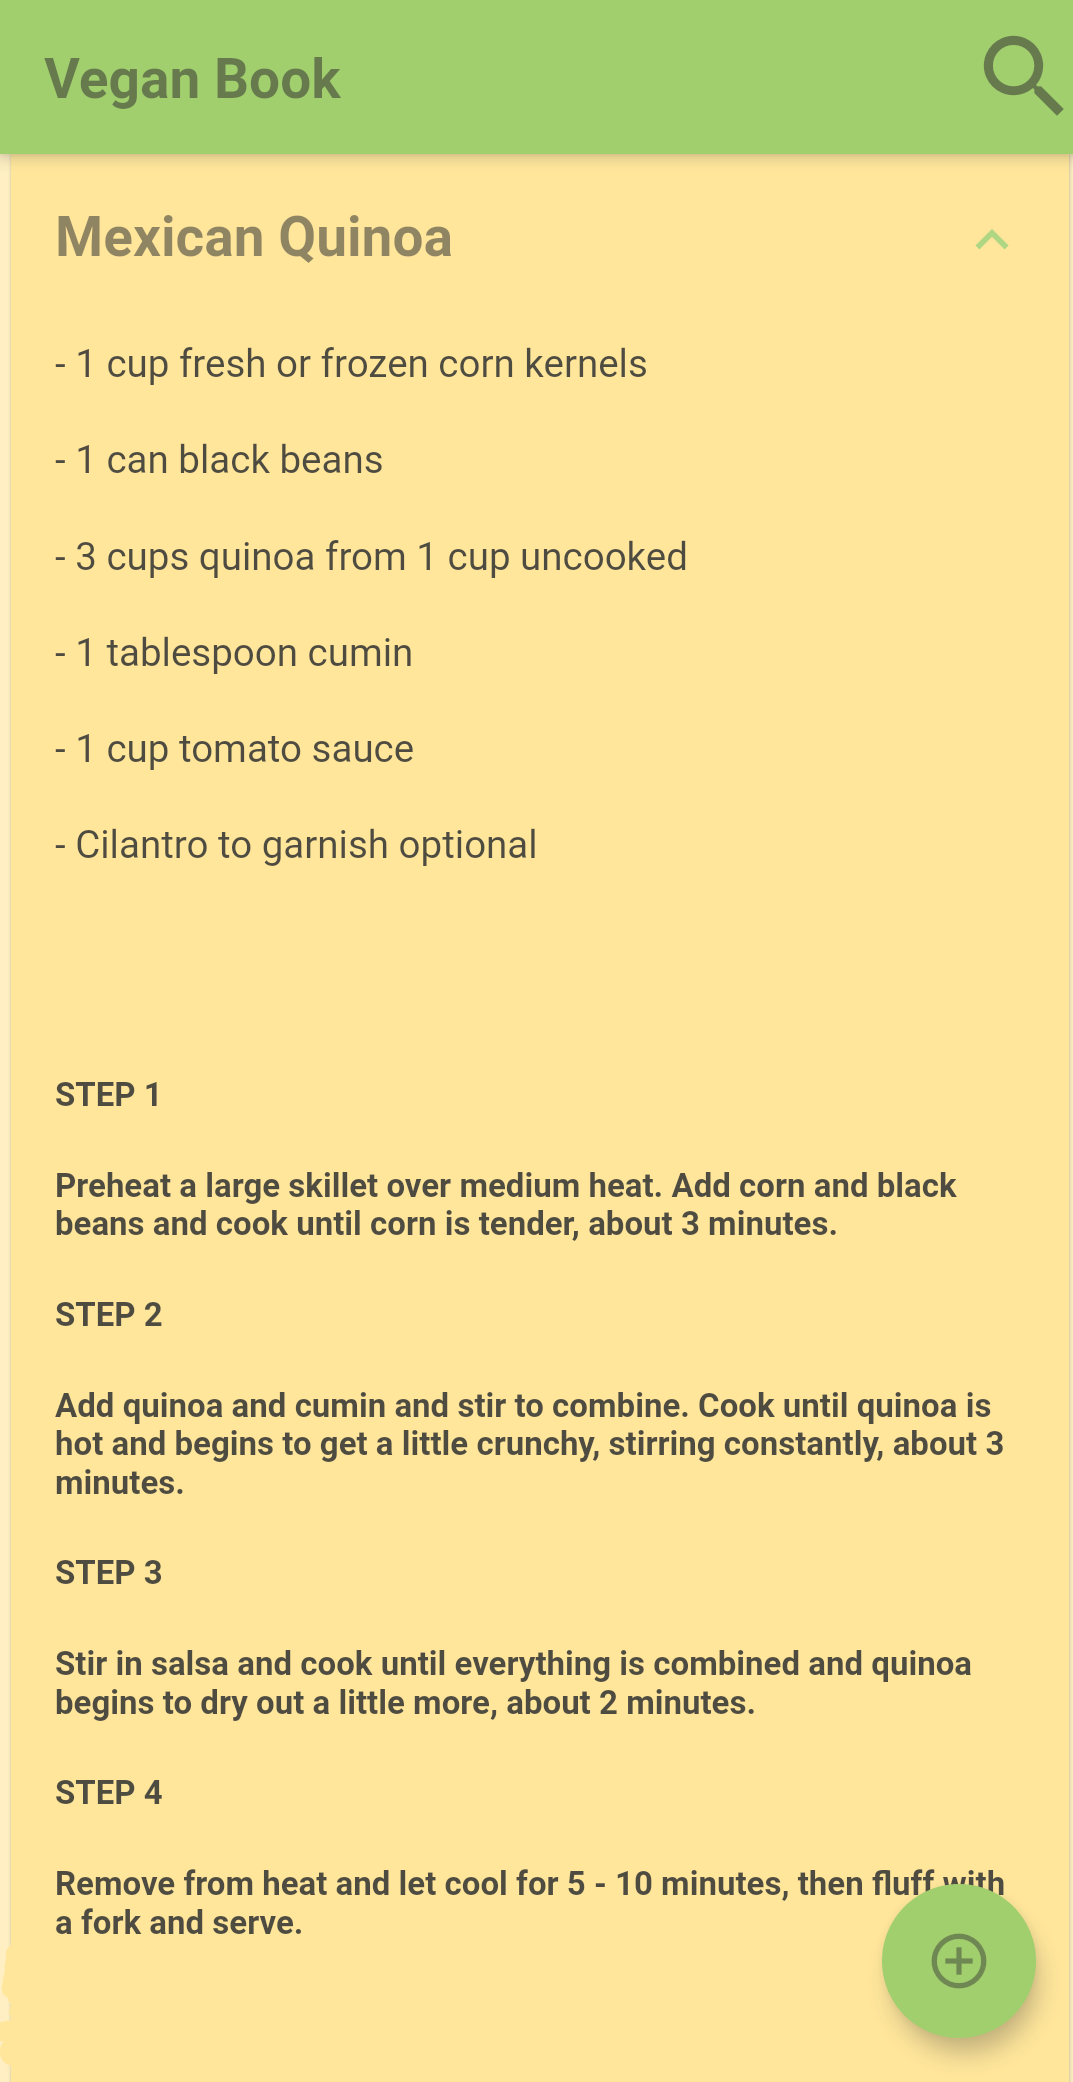 Vegan Book
Mexican Quinoa
- 1 cup fresh or frozen corn kernels
- 1 can black beans
- 3 cups quinoa from 1 cup uncooked
- 1 tablespoon cumin
- 1 cup tomato sauce
- Cilantro to garnish optional
STEP 1
Preheat a large skillet over medium heat. Add corn and black
beans and cook until corn is tender, about 3 minutes.
STEP 2
Add quinoa and cumin and stir to combine. Cook until quinoa is
hot and begins to get a little crunchy, stirring constantly, about 3
minutes.
STEP 3
Stir in salsa and cook until everything is combined and quinoa
begins to dry out a little more, about 2 minutes.
STEP 4
Remove from heat and let cool for 5 - 10 minutes, then fluff with
a fork and serve.